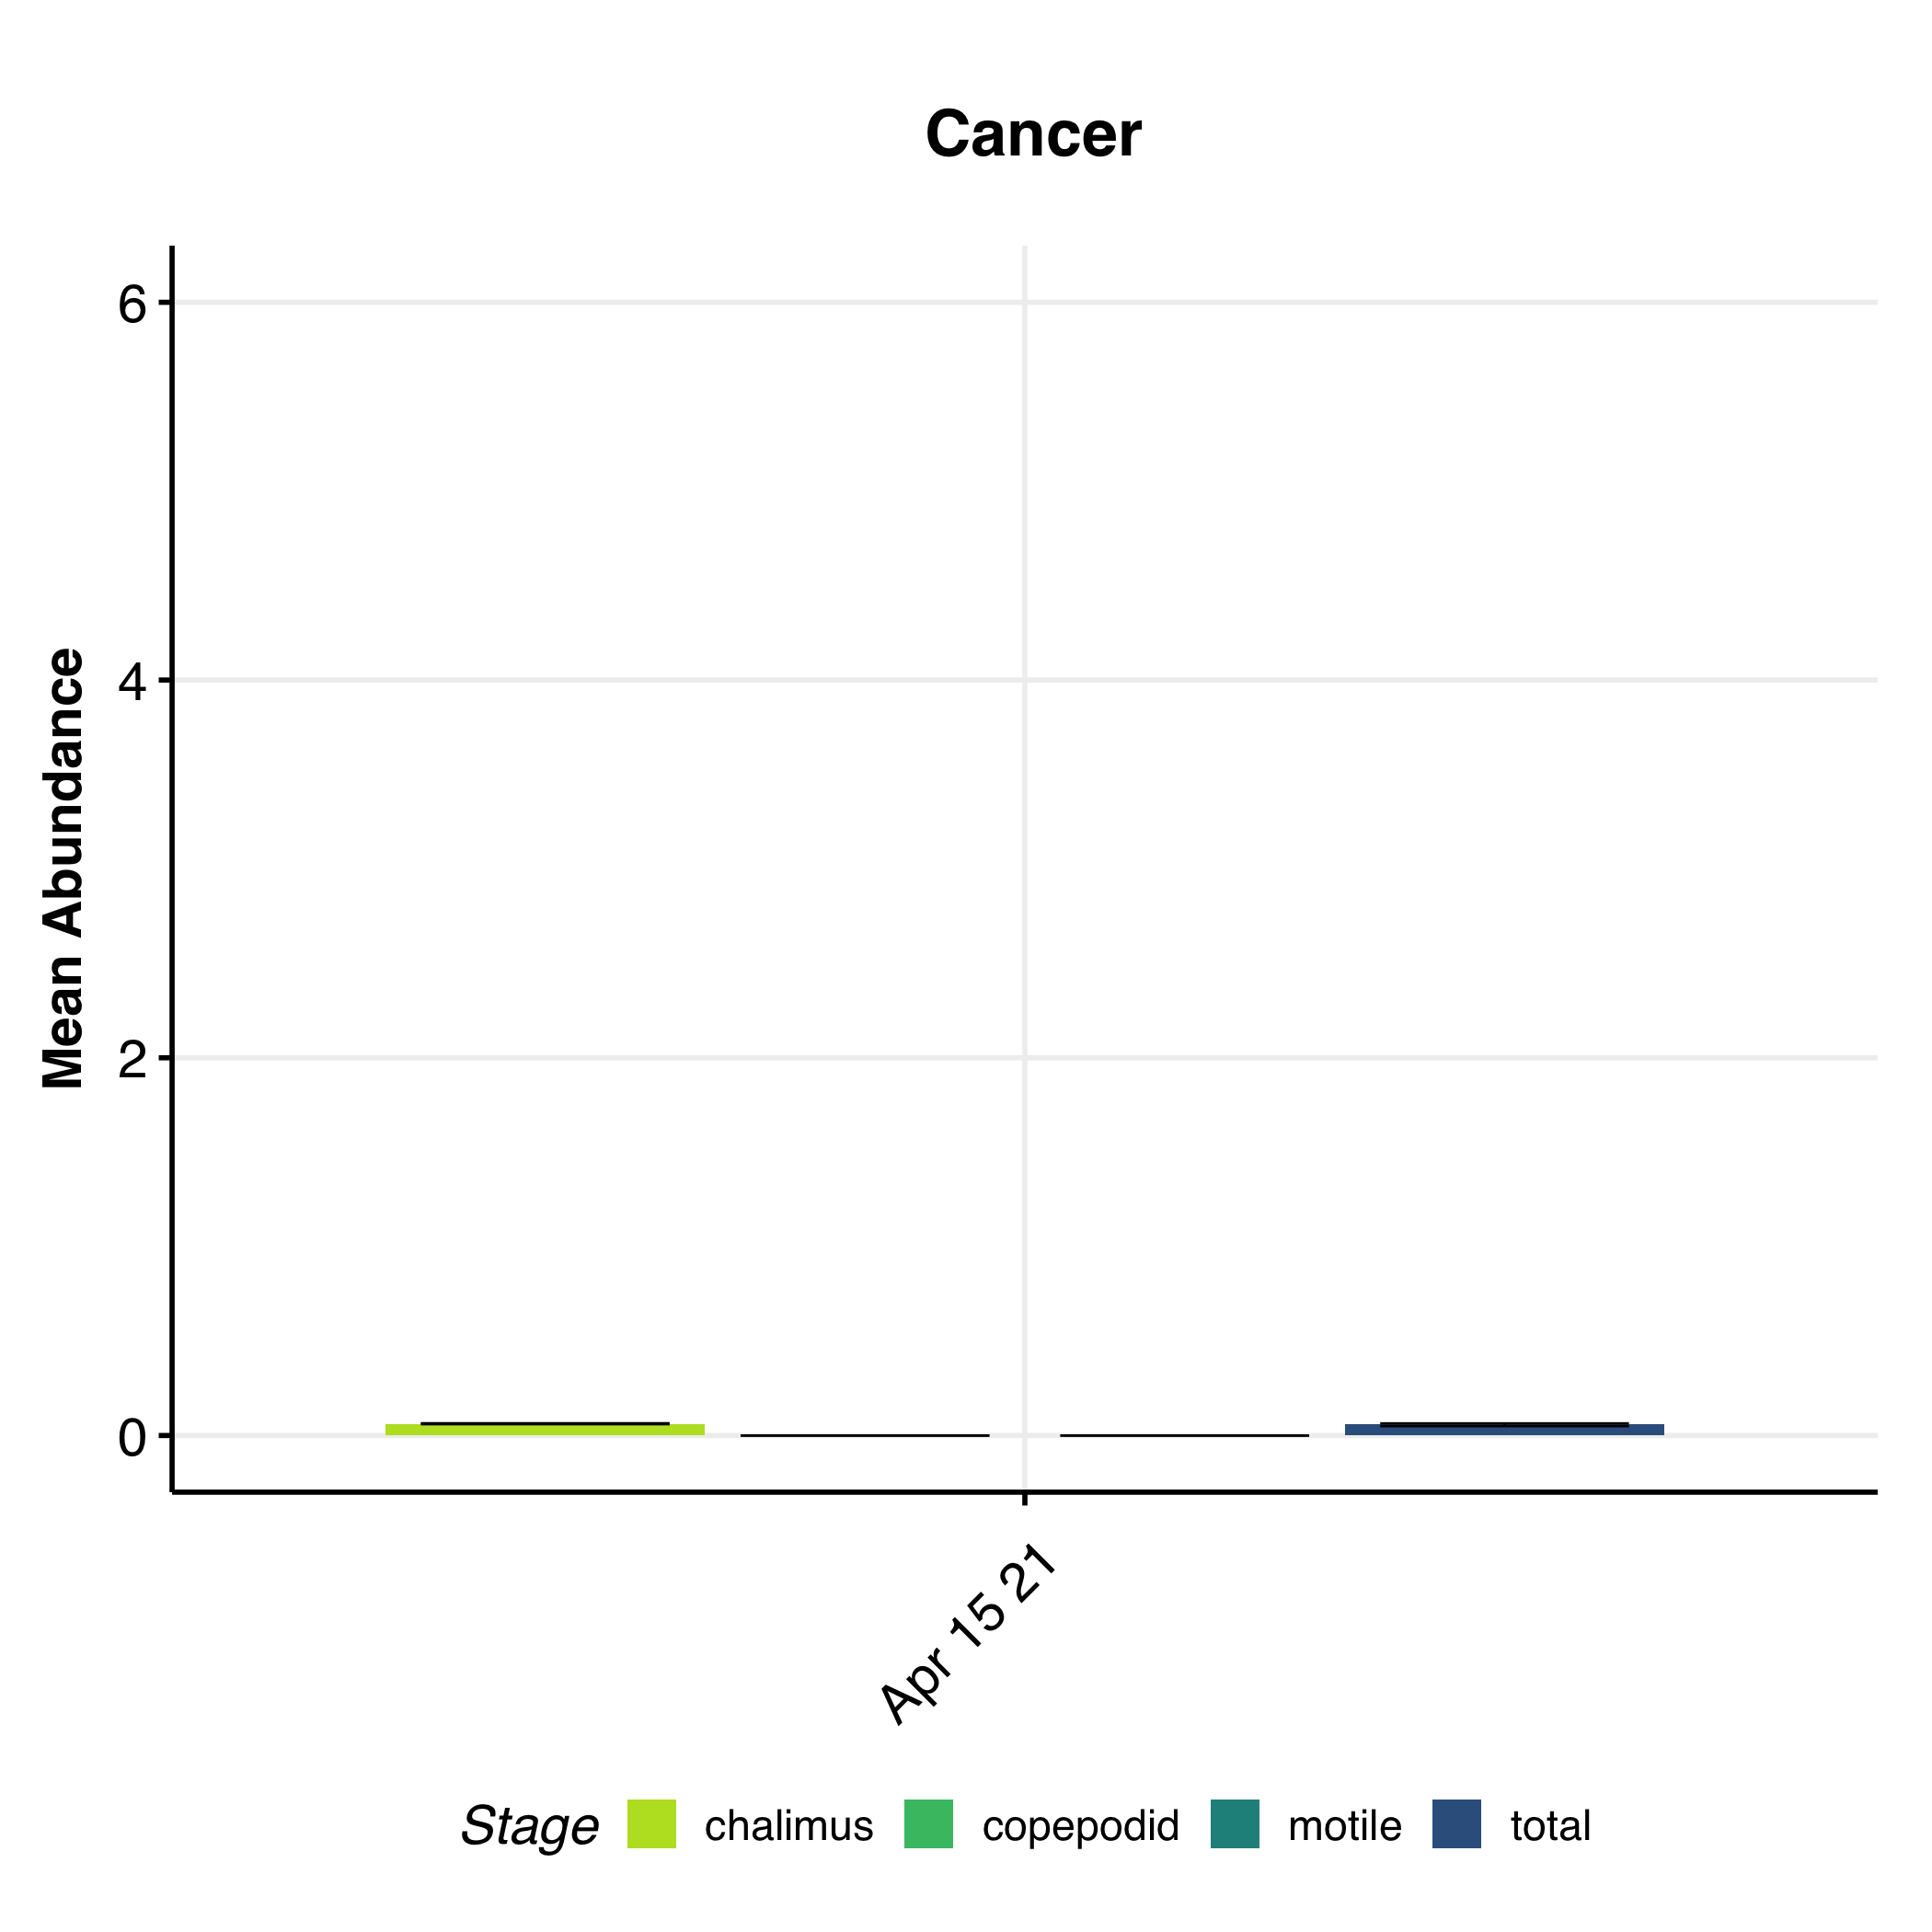 Cancer
Mean Abundance
6
4
2
0
Apr 15 21
Stage chalimus copepodid motile total